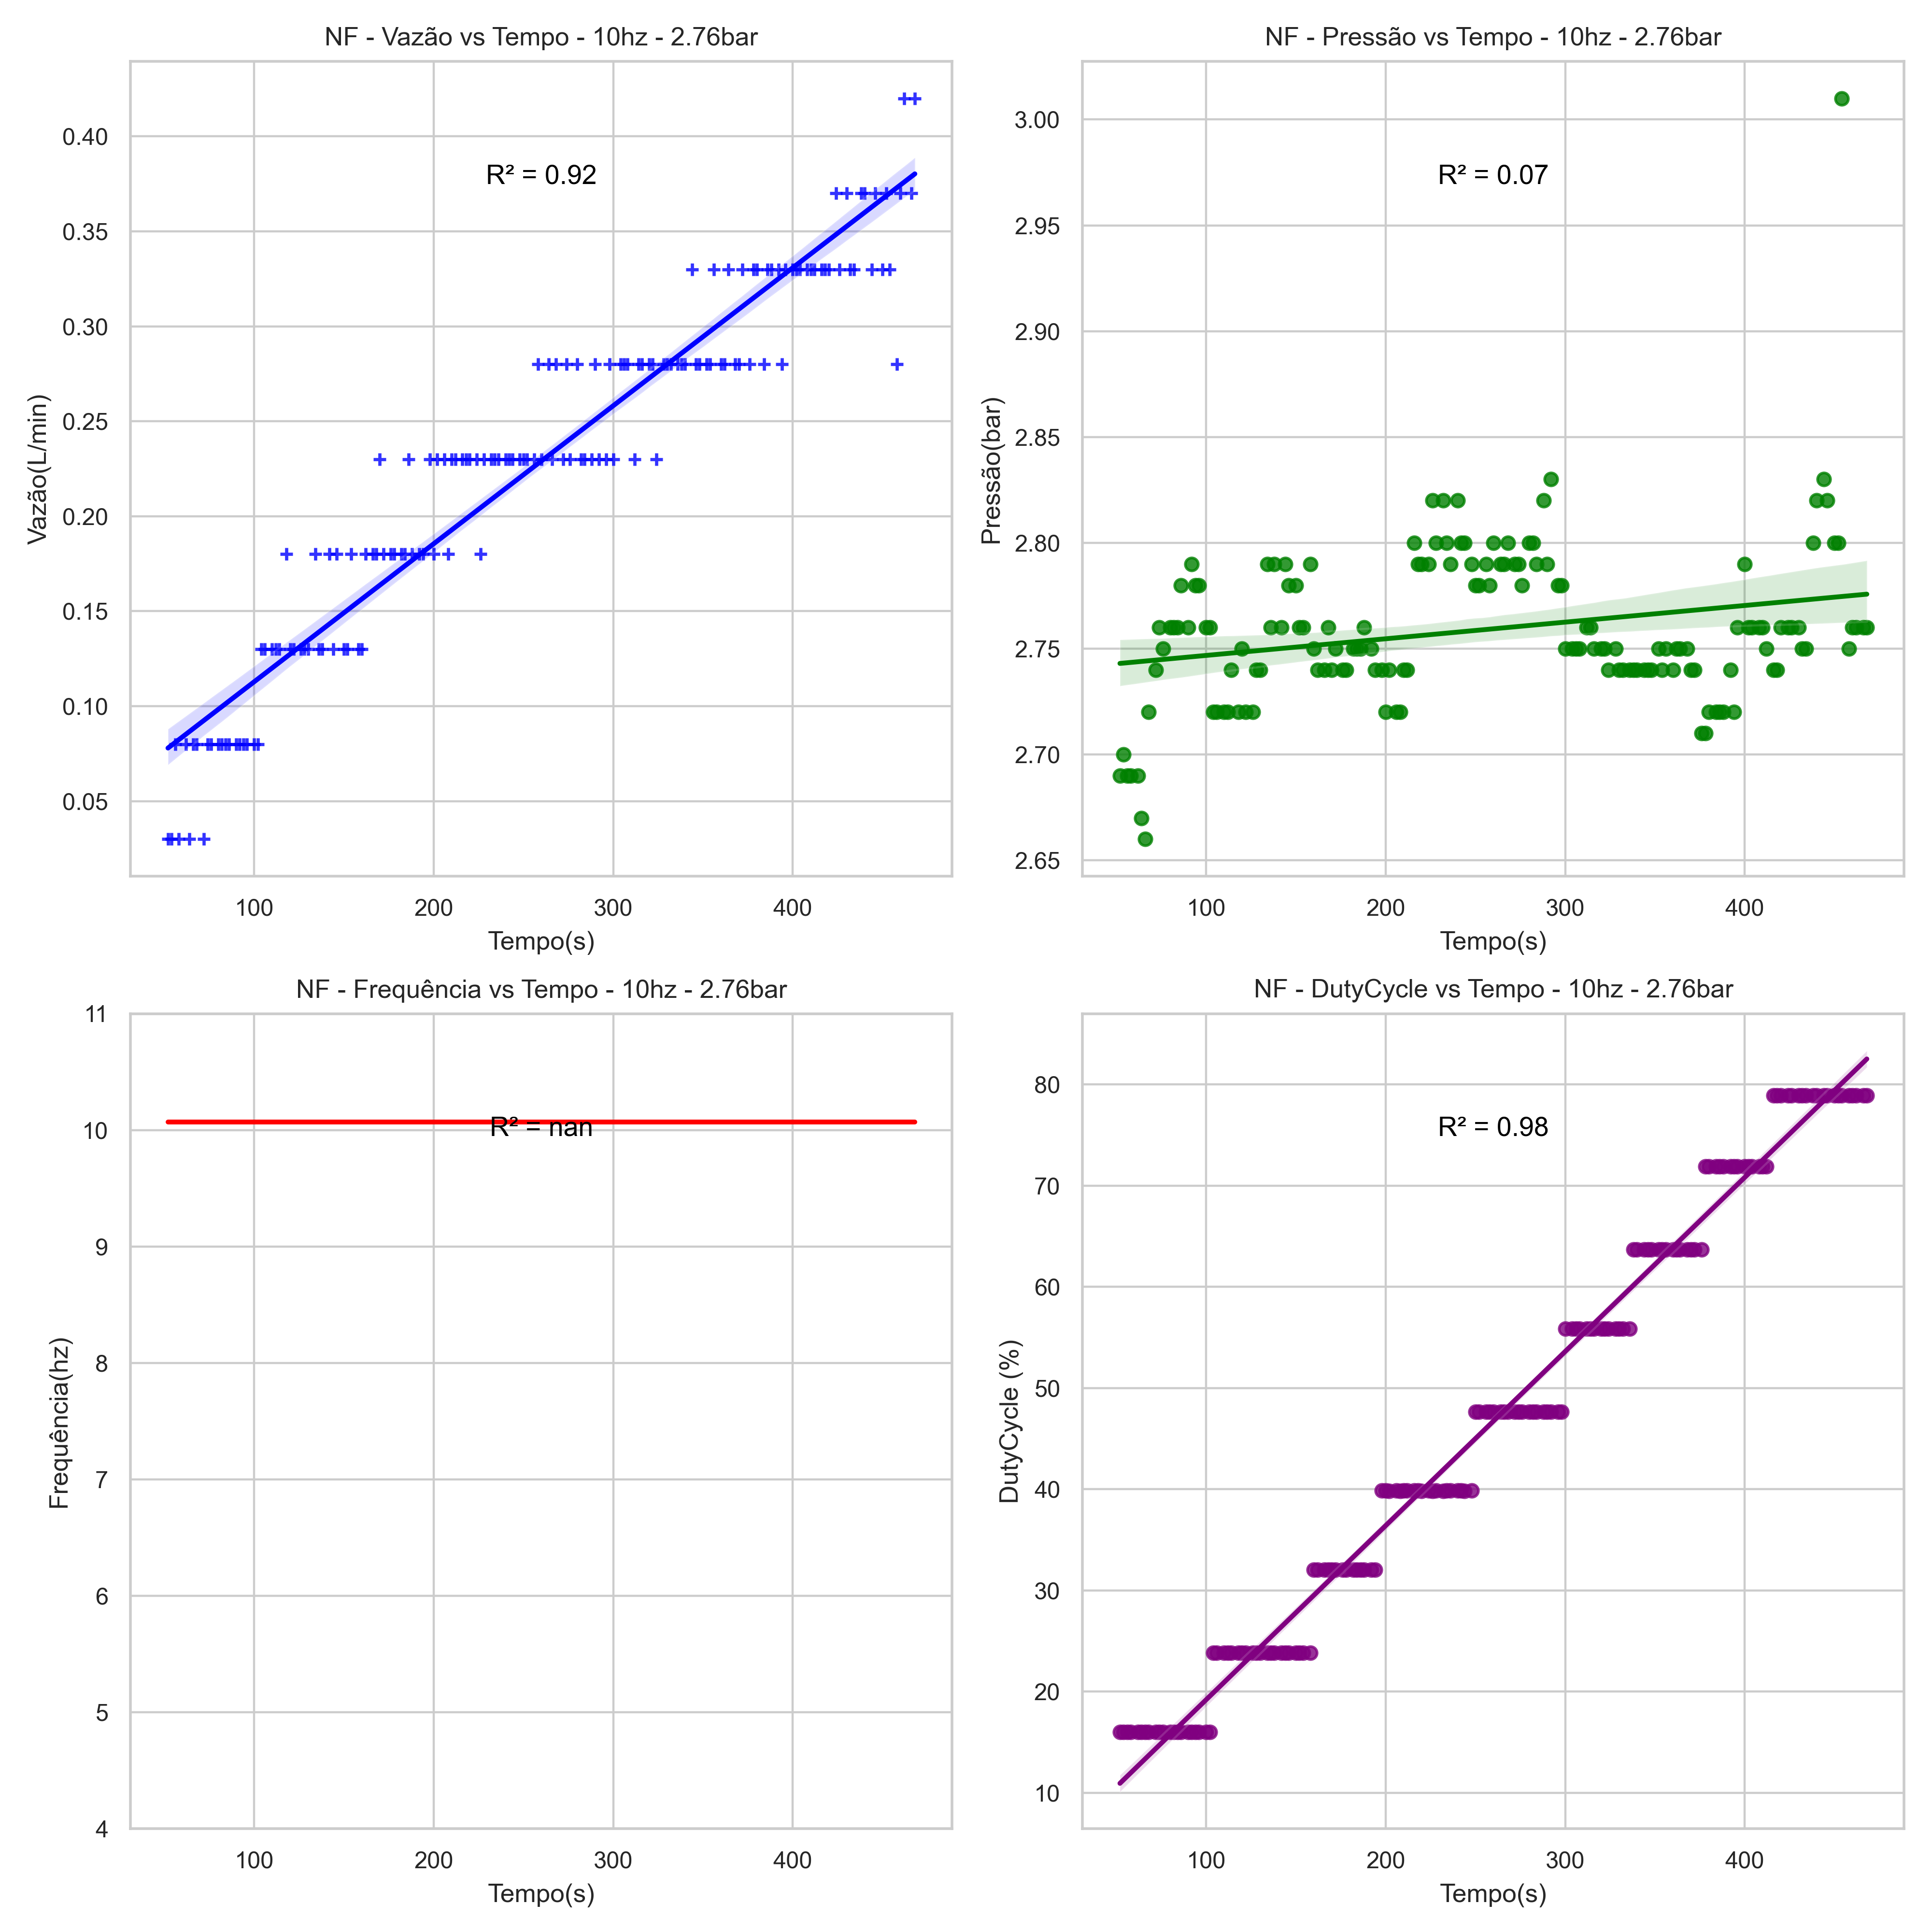 NF - Vazão vs Tempo - 10hz - 2.76bar
R² = 0.92
Vazão(L/min)
0.40
0.35
0.30
0.25
0.20
0.15
0.10
0.05
100 200 300 400
Tempo(s)
NF - Pressão vs Tempo - 10hz - 2.76bar
R² = 0.07
Pressão(bar)
3.00
2.95
2.90
2.85
2.80
2.75
2.70
2.65
100 200 300 400
Tempo(s)
NF - Frequência vs Tempo - 10hz - 2.76bar
R² = nan
Frequência(hz)
11
10
9
8
7
6
5
4
100 200 300 400
Tempo(s)
NF - DutyCycle vs Tempo - 10hz - 2.76bar
R² = 0.98
DutyCycle (%)
80
70
60
50
40
30
20
10
100 200 300 400
Tempo(s)